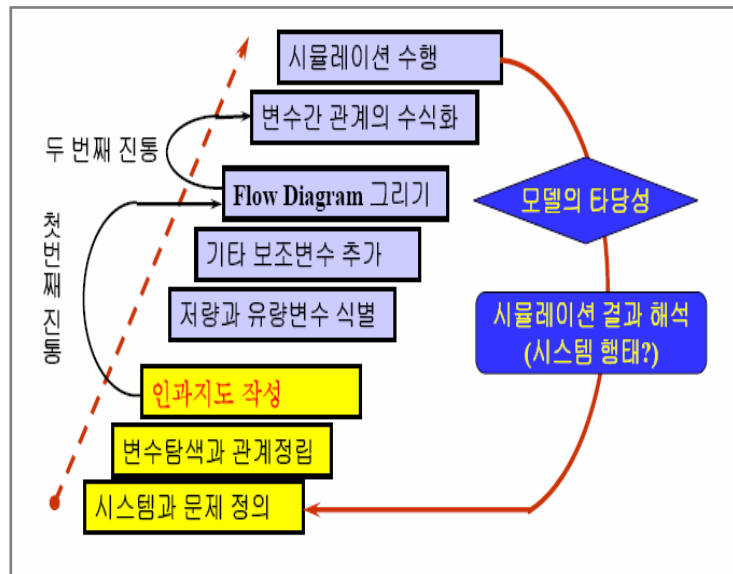 시뮬레이션 수행
변수간 관계의 수식화
두 번째 진통
Flow Diagram 그리기
모델의 타당성
첫번째 진통
기타 보조변수 추가
저량과 유량변수 식별
시뮬레이션 결과 해석
(시스템 행태?)
인과지도 작성
변수탐색과 관계정립
시스템과 문제 정의